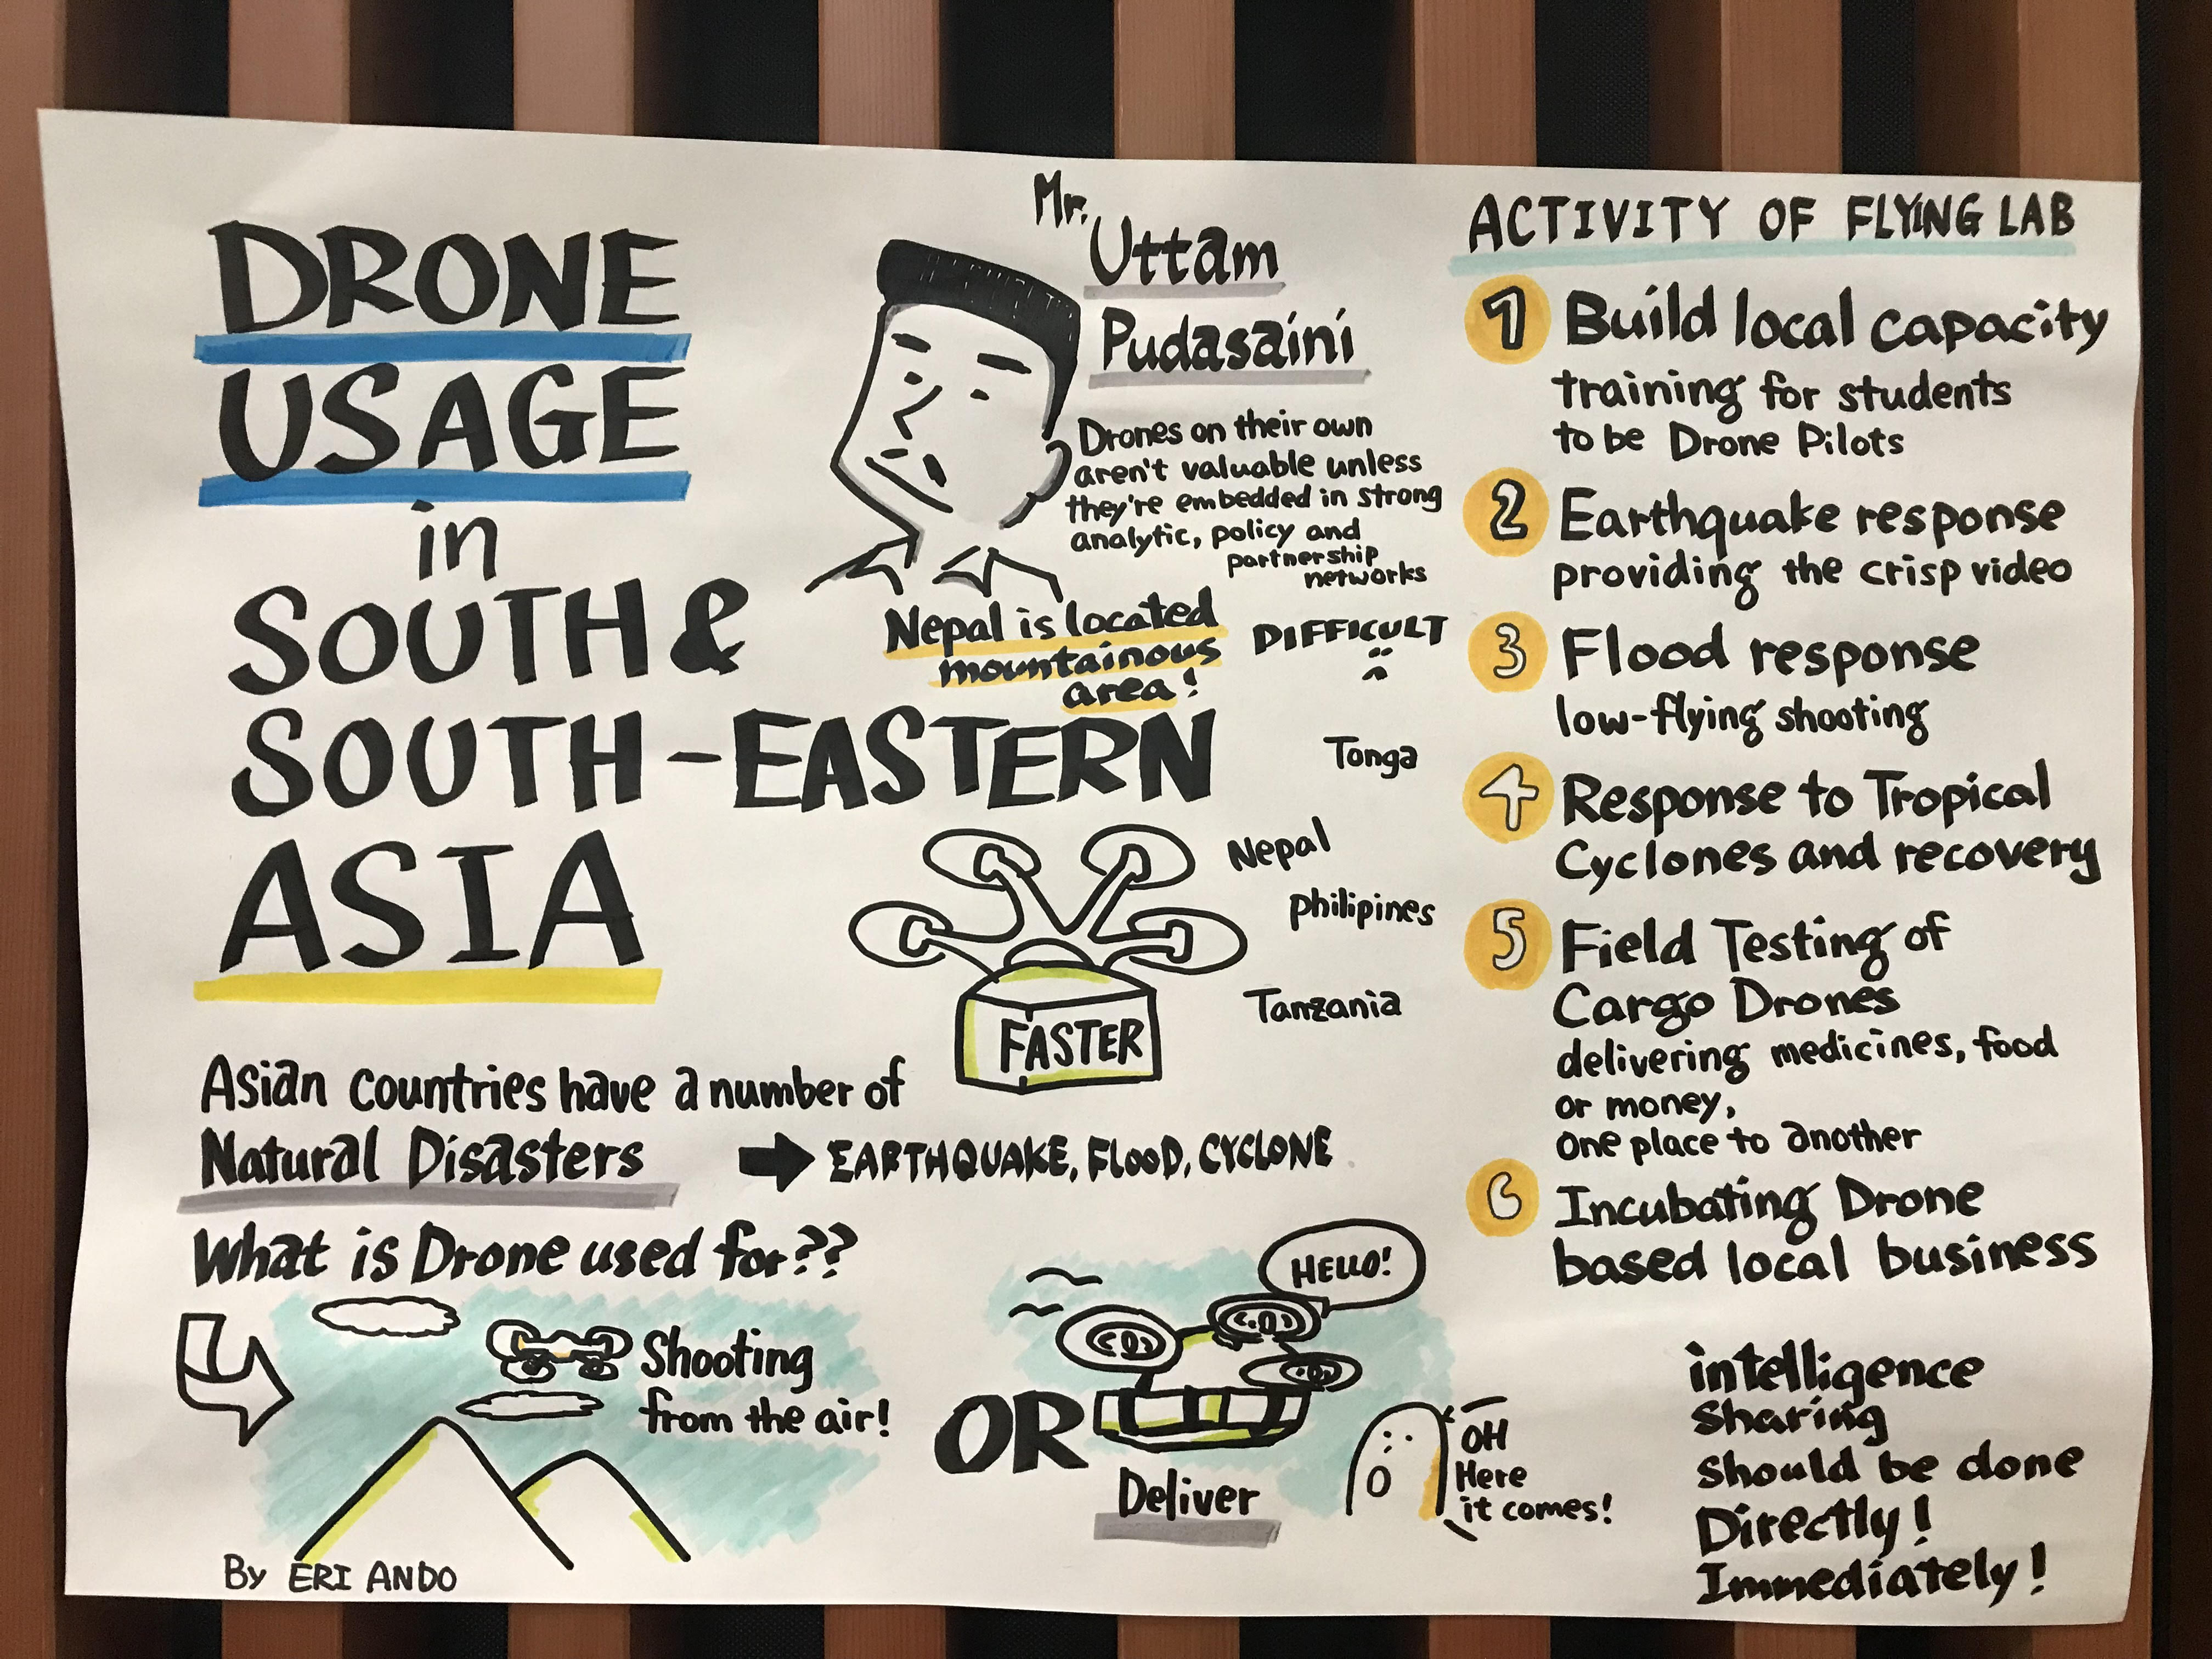 DRONE
USAGE
in
SOUTH &
SOUTH-EASTERN
ASIA
Mr.
Uttam
Pudasaini
Drones on their own
aren't valuable unless
they're embedded in strong
analytic, policy and
partnership
networks
Nepal is located
mountainous
area!
DIFFICULT
Tonga
Nepal
philipines
Tanzania
FASTER
Asian countries have a number of
Natural Disasters
EARTHQUAKE, FLOOD, CYCLONE
What is Drone used for??
Shooting
from the air!
OR
HELLO!
Deliver
OH
Here
it comes!
By ERI ANDO
ACTIVITY OF FLYING LAB
1 Build local capacity
training for students
to be Drone Pilots
2 Earthquake response
providing the crisp video
3 Flood response
low-flying shooting
4 Response to Tropical
Cyclones and recovery
5 Field Testing of
Cargo Drones
delivering medicines, food
or money,
one place to another
6 Incubating Drone
based local business
intelligence
sharing
should be done
Directly!
Immediately!